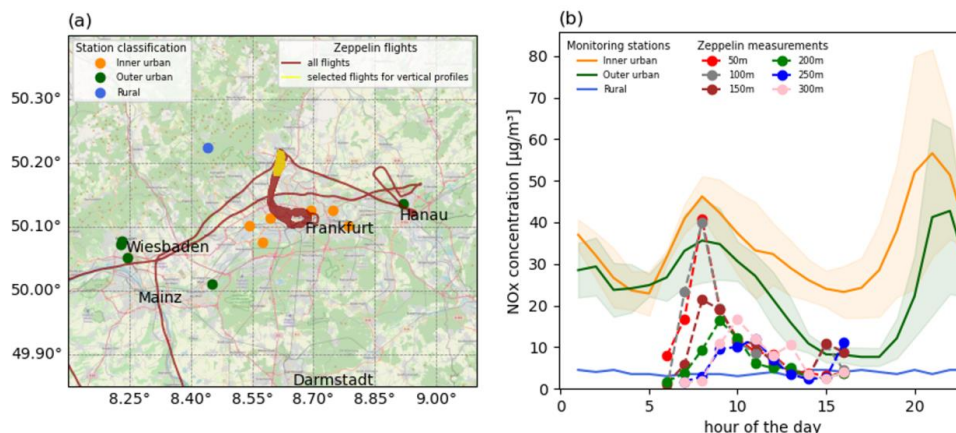 (a)
Station classification
Inner urban
Outer urban
Rural
Zeppelin flights
all flights
selected flights for vertical profiles
50.30°
50.20°
50.10°
50.00°
49.90°
Hanau
Frankfurt
Wiesbaden
Mainz
Darmstadt
8.25° 8.40° 8.55° 8.70° 8.85° 9.00°
(b)
NOx concentration [µg/m³]
80
70
60
50
40
30
20
10
0
Monitoring stations
Inner urban
Outer urban
Rural
Zeppelin measurements
50m
100m
150m
200m
250m
300m
0 5 10 15 20
hour of the day